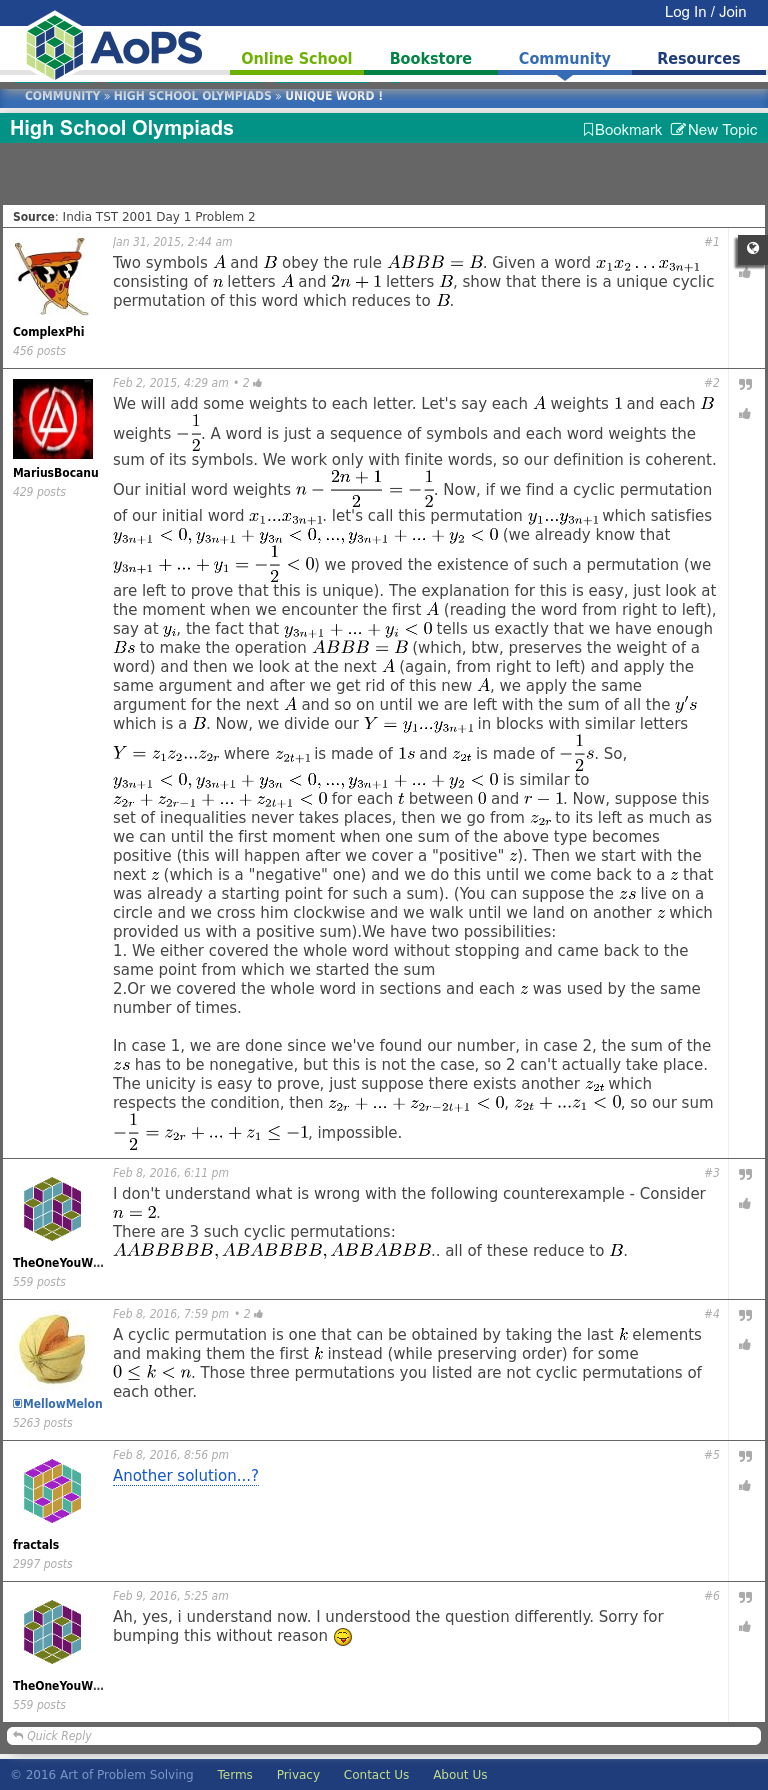 Log In / Join
AoPS
Online School
Bookstore
Community
Resources
COMMUNITY » HIGH SCHOOL OLYMPIADS » UNIQUE WORD !
High School Olympiads
Bookmark New Topic
Source: India TST 2001 Day 1 Problem 2
Jan 31, 2015, 2:44 am
#1
Two symbols A and B obey the rule ABBB = B. Given a word x_1x_2 . . . x_{3n+1}
consisting of n letters A and 2n + 1 letters B, show that there is a unique cyclic
permutation of this word which reduces to B.
ComplexPhi
456 posts
Feb 2, 2015, 4:29 am • 2
#2
We will add some weights to each letter. Let's say each A weights 1 and each B
weights −1/2. A word is just a sequence of symbols and each word weights the
sum of its symbols. We work only with finite words, so our definition is coherent.
Our initial word weights n − (2n + 1)/2 = −1/2. Now, if we find a cyclic permutation
of our initial word x_1...x_{3n+1}. let's call this permutation y_1...y_{3n+1} which satisfies
y_{3n+1} < 0, y_{3n+1} + y_{3n} < 0, ..., y_{3n+1} + ... + y_2 < 0 (we already know that
y_{3n+1} + ... + y_1 = −1/2 < 0) we proved the existence of such a permutation (we
are left to prove that this is unique). The explanation for this is easy, just look at
the moment when we encounter the first A (reading the word from right to left),
say at y_i, the fact that y_{3n+1} + ... + y_i < 0 tells us exactly that we have enough
Bs to make the operation ABBB = B (which, btw, preserves the weight of a
word) and then we look at the next A (again, from right to left) and apply the
same argument and after we get rid of this new A, we apply the same
argument for the next A and so on until we are left with the sum of all the y's
which is a B. Now, we divide our Y = y_1...y_{3n+1} in blocks with similar letters
Y = z_1z_2...z_{2r} where z_{2t+1} is made of 1s and z_{2t} is made of −1/2 s. So,
y_{3n+1} < 0, y_{3n+1} + y_{3n} < 0, ..., y_{3n+1} + ... + y_2 < 0 is similar to
z_{2r} + z_{2r−1} + ... + z_{2t+1} < 0 for each t between 0 and r − 1. Now, suppose this
set of inequalities never takes places, then we go from z_{2r} to its left as much as
we can until the first moment when one sum of the above type becomes
positive (this will happen after we cover a "positive" z). Then we start with the
next z (which is a "negative" one) and we do this until we come back to a z that
was already a starting point for such a sum). (You can suppose the zs live on a
circle and we cross him clockwise and we walk until we land on another z which
provided us with a positive sum).We have two possibilities:
1. We either covered the whole word without stopping and came back to the
same point from which we started the sum
2.Or we covered the whole word in sections and each z was used by the same
number of times.
In case 1, we are done since we've found our number, in case 2, the sum of the
zs has to be nonegative, but this is not the case, so 2 can't actually take place.
The unicity is easy to prove, just suppose there exists another z_{2t} which
respects the condition, then z_{2r} + ... + z_{2r−2t+1} < 0, z_{2t} + ...z_1 < 0, so our sum
−1/2 = z_{2r} + ... + z_1 ≤ −1, impossible.
MariusBocanu
429 posts
Feb 8, 2016, 6:11 pm
#3
I don't understand what is wrong with the following counterexample - Consider
n = 2.
There are 3 such cyclic permutations:
AABBBBB, ABABBBB, ABBABBB.. all of these reduce to B.
TheOneYouW...
559 posts
Feb 8, 2016, 7:59 pm • 2
#4
A cyclic permutation is one that can be obtained by taking the last k elements
and making them the first k instead (while preserving order) for some
0 ≤ k < n. Those three permutations you listed are not cyclic permutations of
each other.
MellowMelon
5263 posts
Feb 8, 2016, 8:56 pm
#5
Another solution...?
fractals
2997 posts
Feb 9, 2016, 5:25 am
#6
Ah, yes, i understand now. I understood the question differently. Sorry for
bumping this without reason
TheOneYouW...
559 posts
Quick Reply
© 2016 Art of Problem Solving Terms Privacy Contact Us About Us